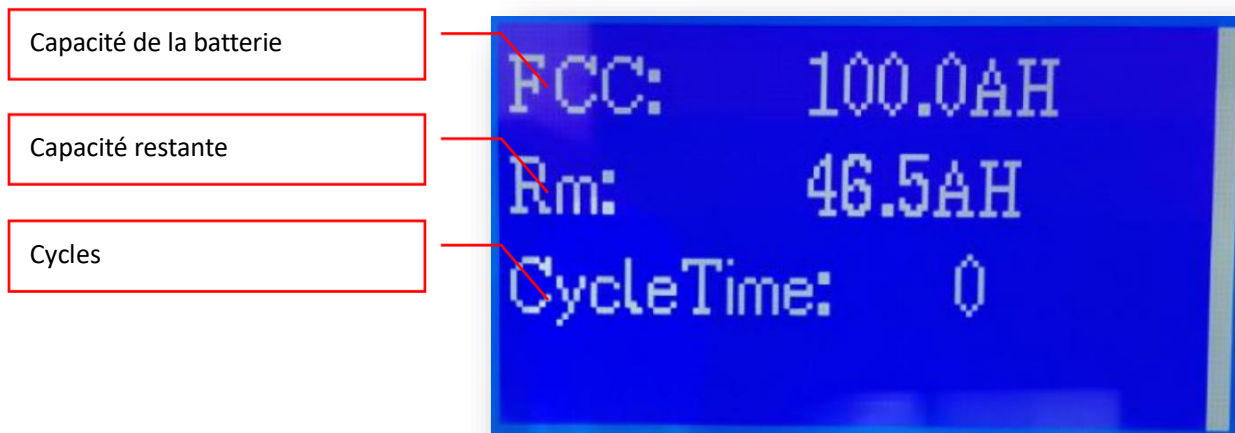 Capacité de la batterie
FCC: 100.0AH
Capacité restante
Rm: 46.5AH
Cycles
CycleTime: 0